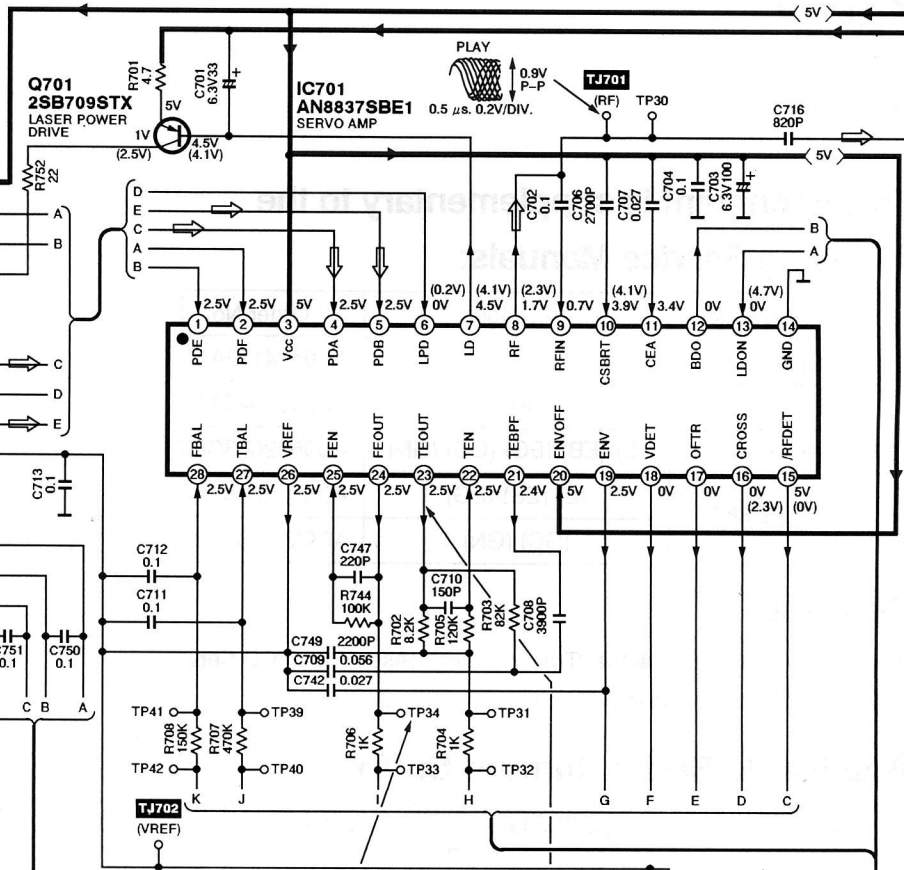 5V
Q701
2SB709STX
LASER POWER
DRIVE
R701
4.7
C701
6.3V33
+
5V
1V
(2.5V)
4.5V
(4.1V)
IC701
AN8837SBE1
SERVO AMP
PLAY
0.9V
P-P
0.5 µs. 0.2V/DIV.
TJ701
(RF)
TP30
C716
820P
5V
R752
22
A
B
C
D
E
D
E
C
A
B
C702
0.1
C706
2700P
C707
0.027
C704
0.1
C703
6.3V100
+
B
A
2.5V
2.5V
5V
2.5V
2.5V
(0.2V)
0V
(4.1V)
4.5V
(2.3V)
1.7V
0.7V
(4.1V)
3.9V
3.4V
0V
(4.7V)
0V
1 2 3 4 5 6 7 8 9 10 11 12 13 14
PDE PDF Vcc PDA PDB LPD LD RF RFIN CSBRT CEA BDO LDON GND
FBAL TBAL VREF FEN FEOUT TEOUT TEN TEBPF ENVOFF ENV VDET OFTR CROSS /RFDET
28 27 26 25 24 23 22 21 20 19 18 17 16 15
2.5V 2.5V 2.5V 2.5V 2.5V 2.5V 2.5V 2.4V 5V 2.5V 0V 0V 0V 5V
(2.3V) (0V)
C713
0.1
C712
0.1
C711
0.1
C747
220P
R744
100K
C710
150P
R702
8.2K
R705
120K
R703
82K
C708
3900P
C749 2200P
C709 0.056
C742 0.027
C751
0.1
C750
0.1
C B A
TP41
TP39
TP34
TP31
R708
150K
R707
470K
R706
1K
R704
1K
TP42
TP40
TP33
TP32
K J I H G F E D C
TJ702
(VREF)